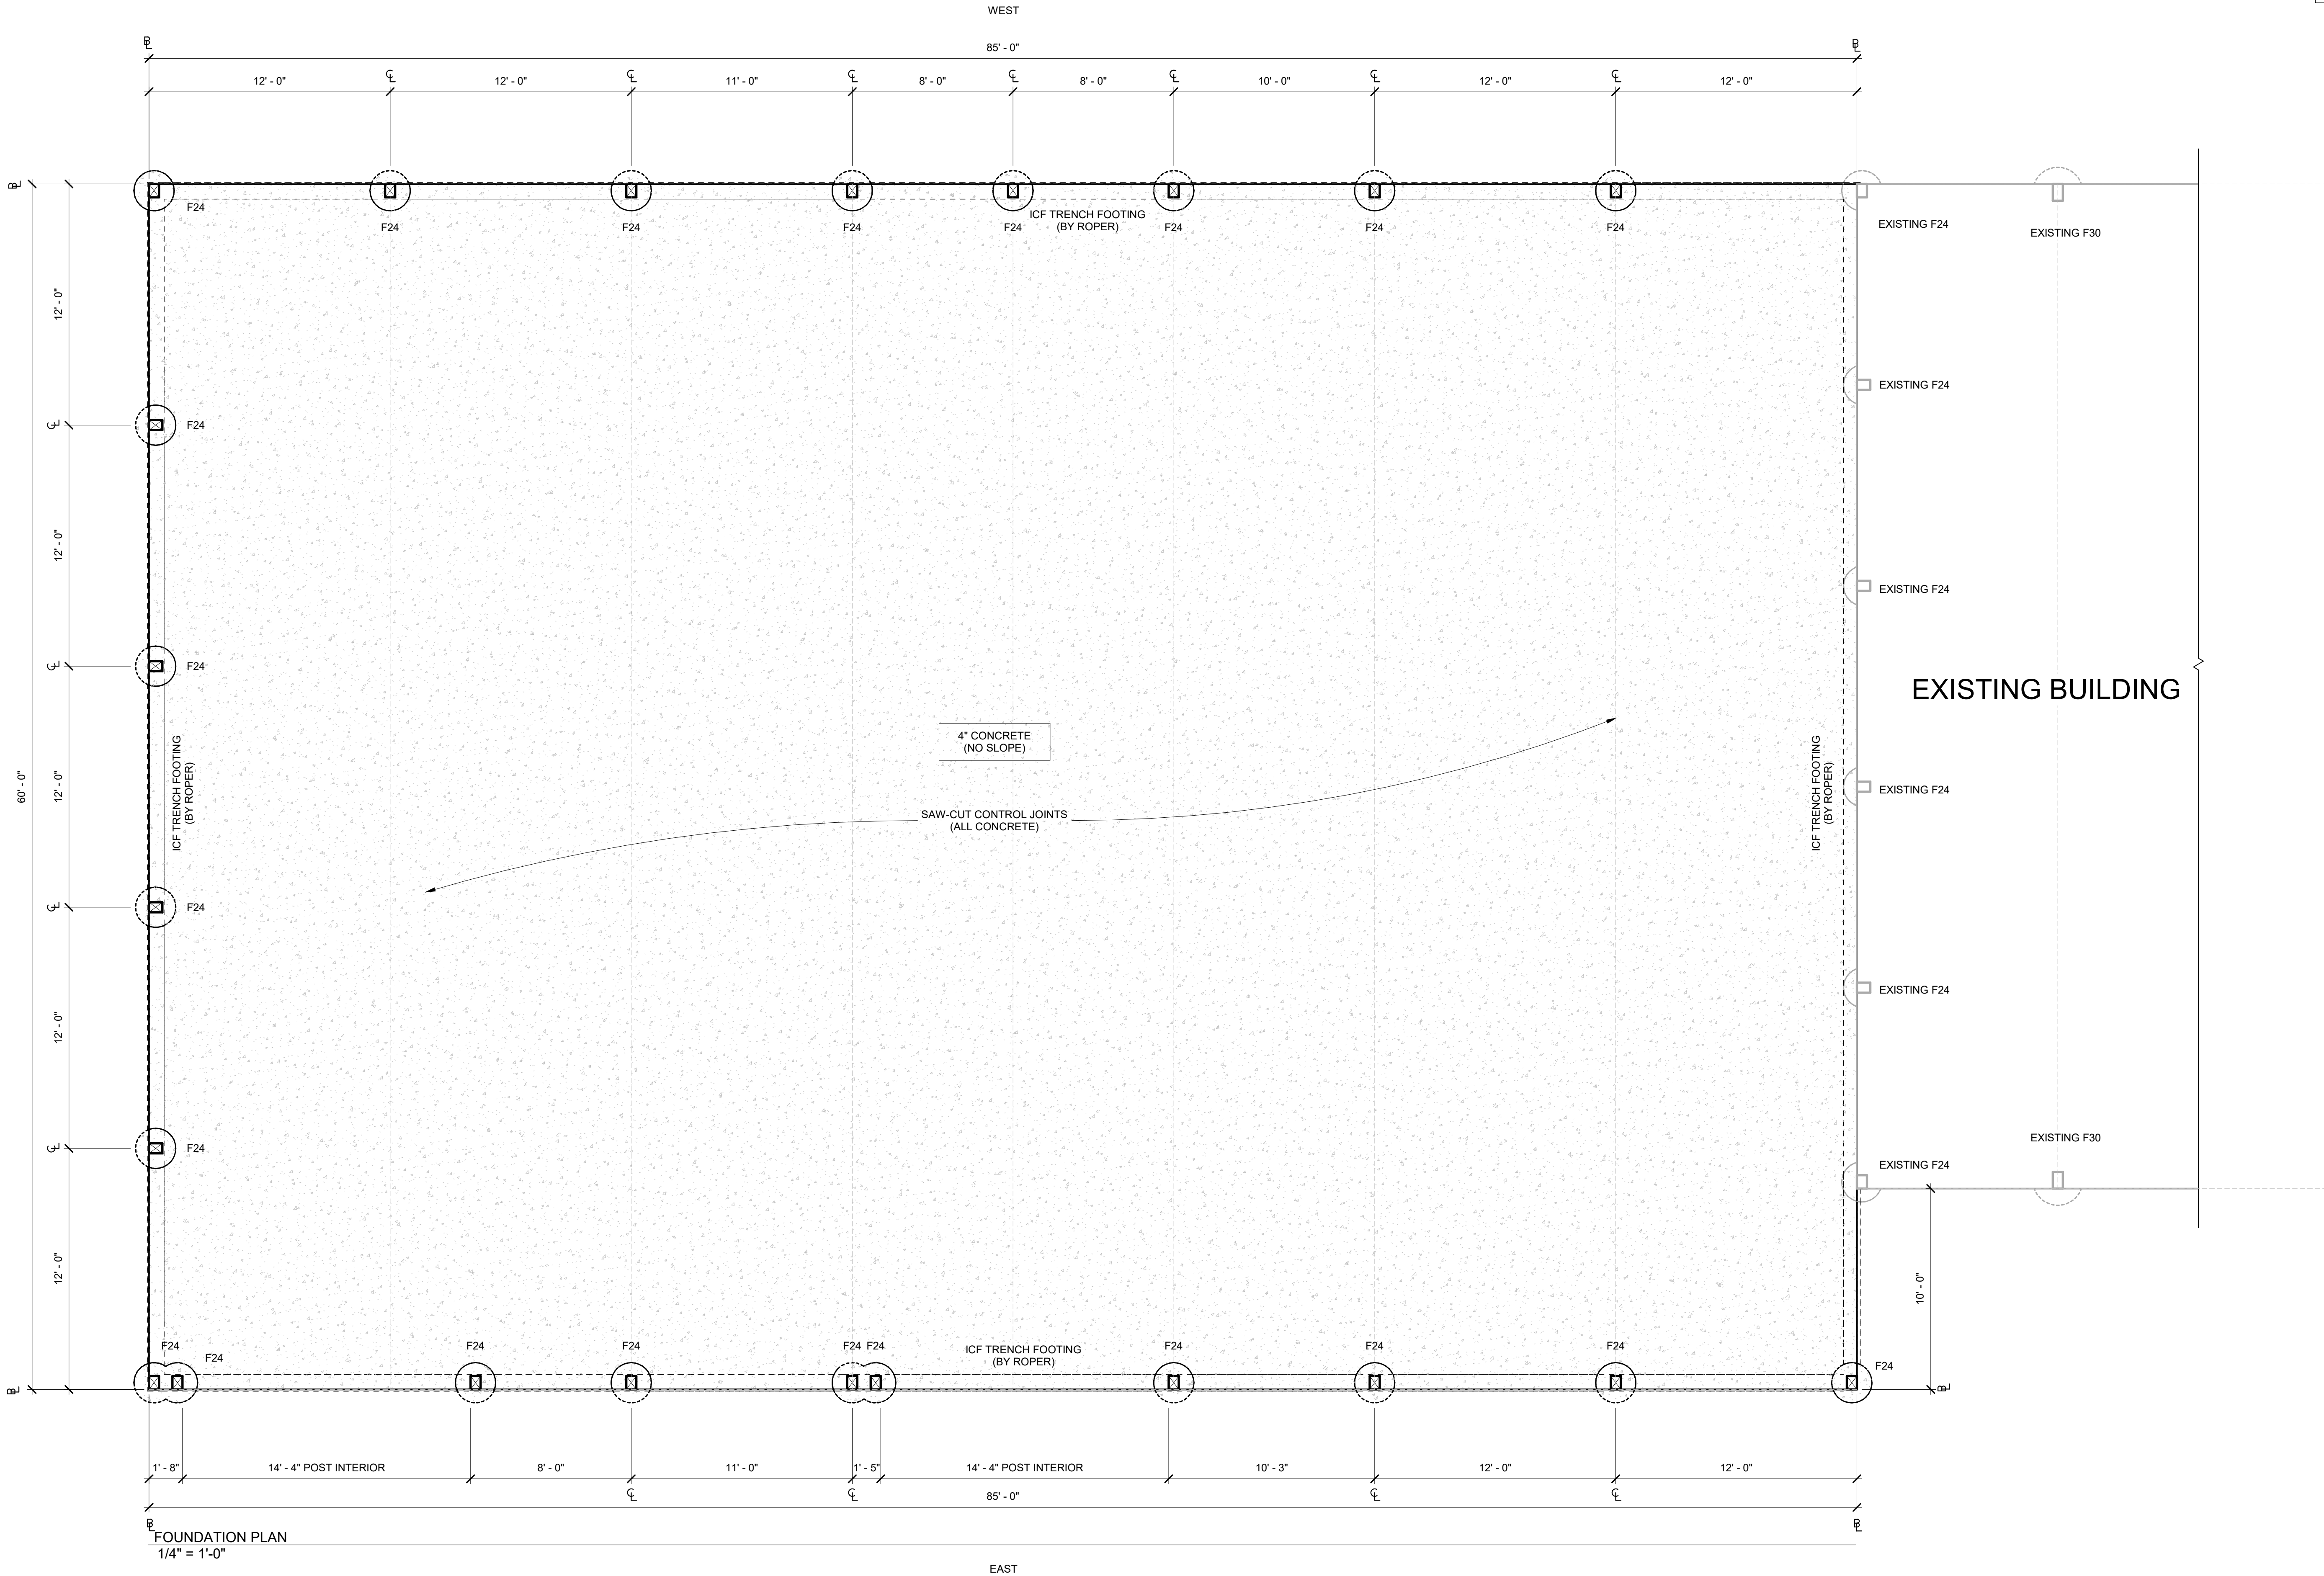 WEST
85' - 0"
12' - 0"
12' - 0"
11' - 0"
8' - 0"
8' - 0"
10' - 0"
12' - 0"
12' - 0"
F24
F24
F24
F24
F24
F24
F24
F24
ICF TRENCH FOOTING
(BY ROPER)
EXISTING F24
EXISTING F30
12' - 0"
12' - 0"
12' - 0"
12' - 0"
12' - 0"
60' - 0"
F24
F24
F24
F24
ICF TRENCH FOOTING
(BY ROPER)
4" CONCRETE
(NO SLOPE)
SAW-CUT CONTROL JOINTS
(ALL CONCRETE)
ICF TRENCH FOOTING
(BY ROPER)
EXISTING F24
EXISTING F24
EXISTING BUILDING
EXISTING F24
EXISTING F24
EXISTING F30
EXISTING F24
10' - 0"
F24
F24
F24
F24
F24
F24
ICF TRENCH FOOTING
(BY ROPER)
F24
F24
F24
F24
1' - 8"
14' - 4" POST INTERIOR
8' - 0"
11' - 0"
1' - 5"
14' - 4" POST INTERIOR
10' - 3"
12' - 0"
12' - 0"
85' - 0"
FOUNDATION PLAN
1/4" = 1'-0"
EAST